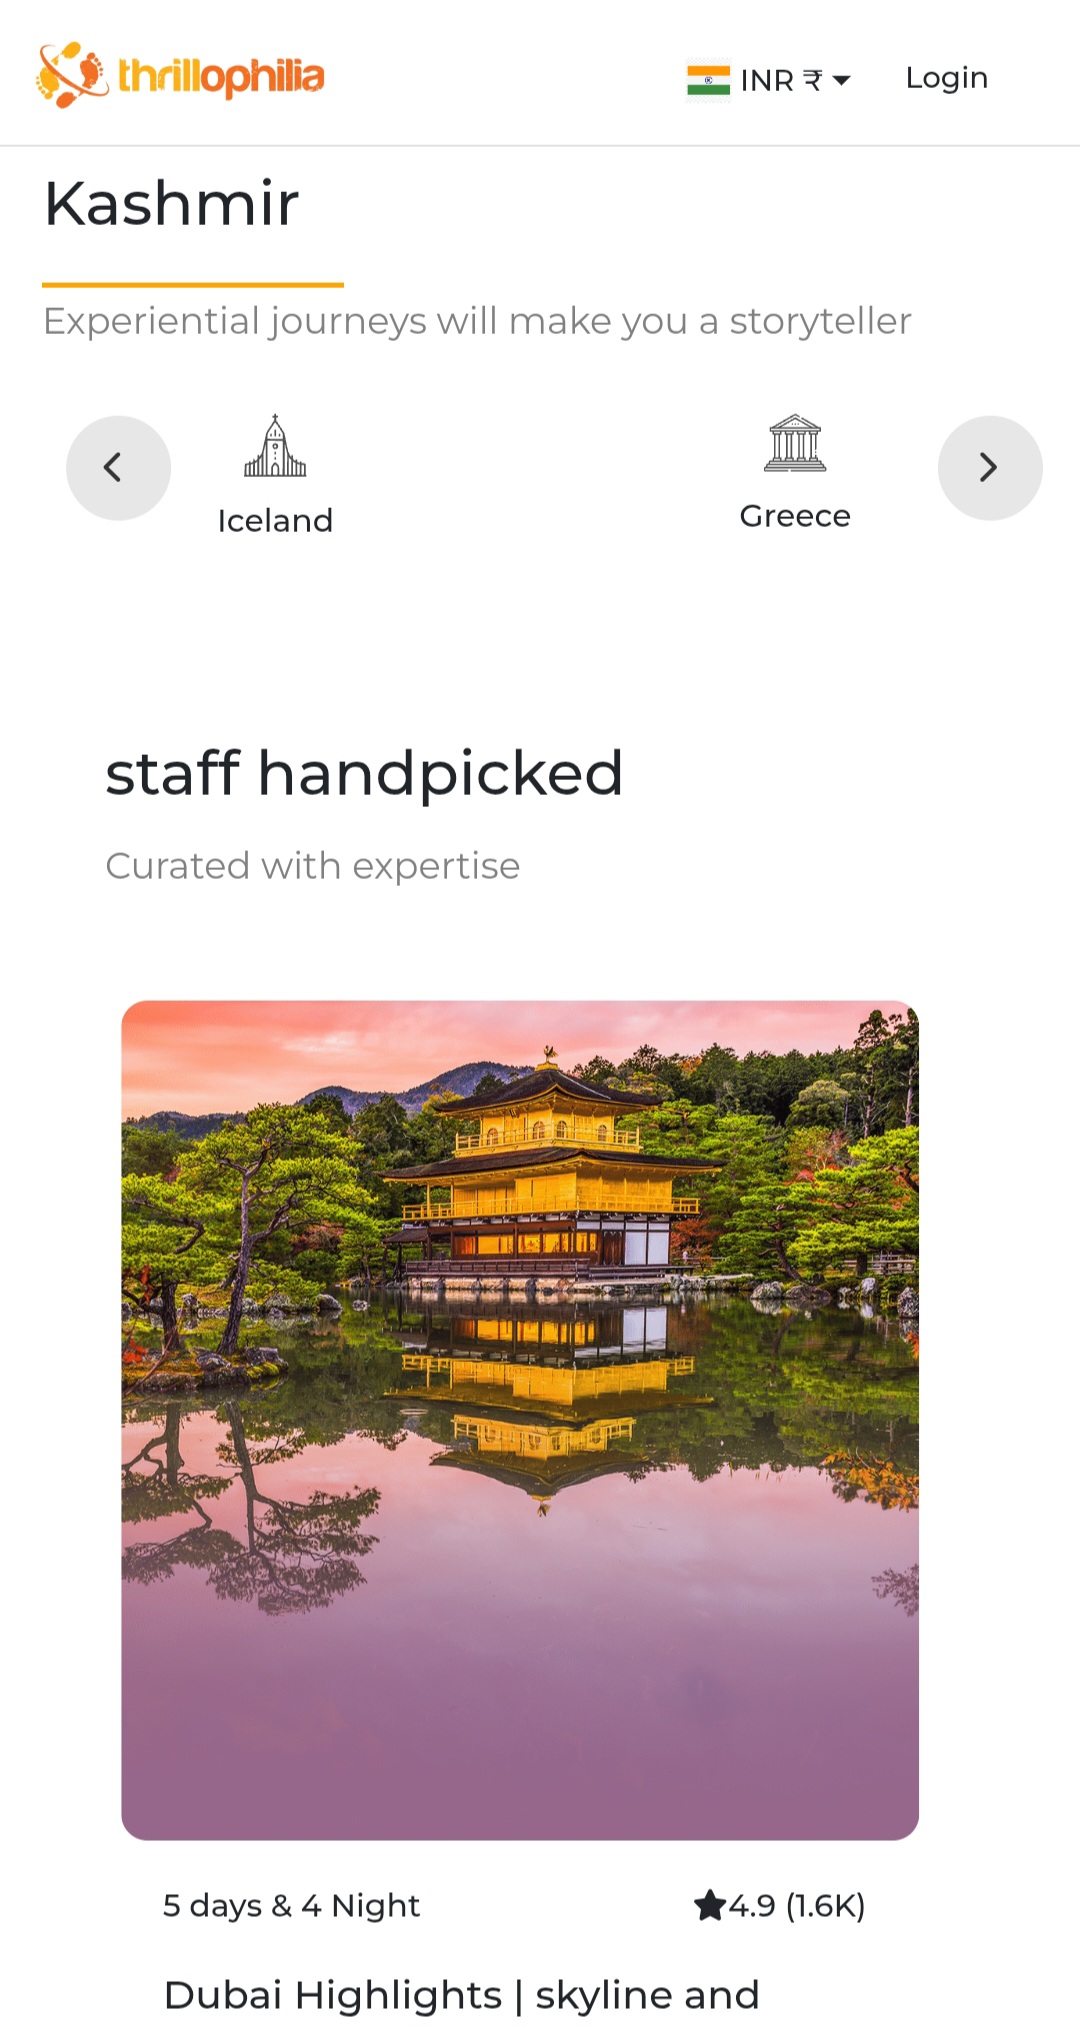 thrillophilia
INR ₹
Login
Kashmir
Experiential journeys will make you a storyteller
Iceland
Greece
staff handpicked
Curated with expertise
5 days & 4 Night
4.9 (1.6K)
Dubai Highlights | skyline and